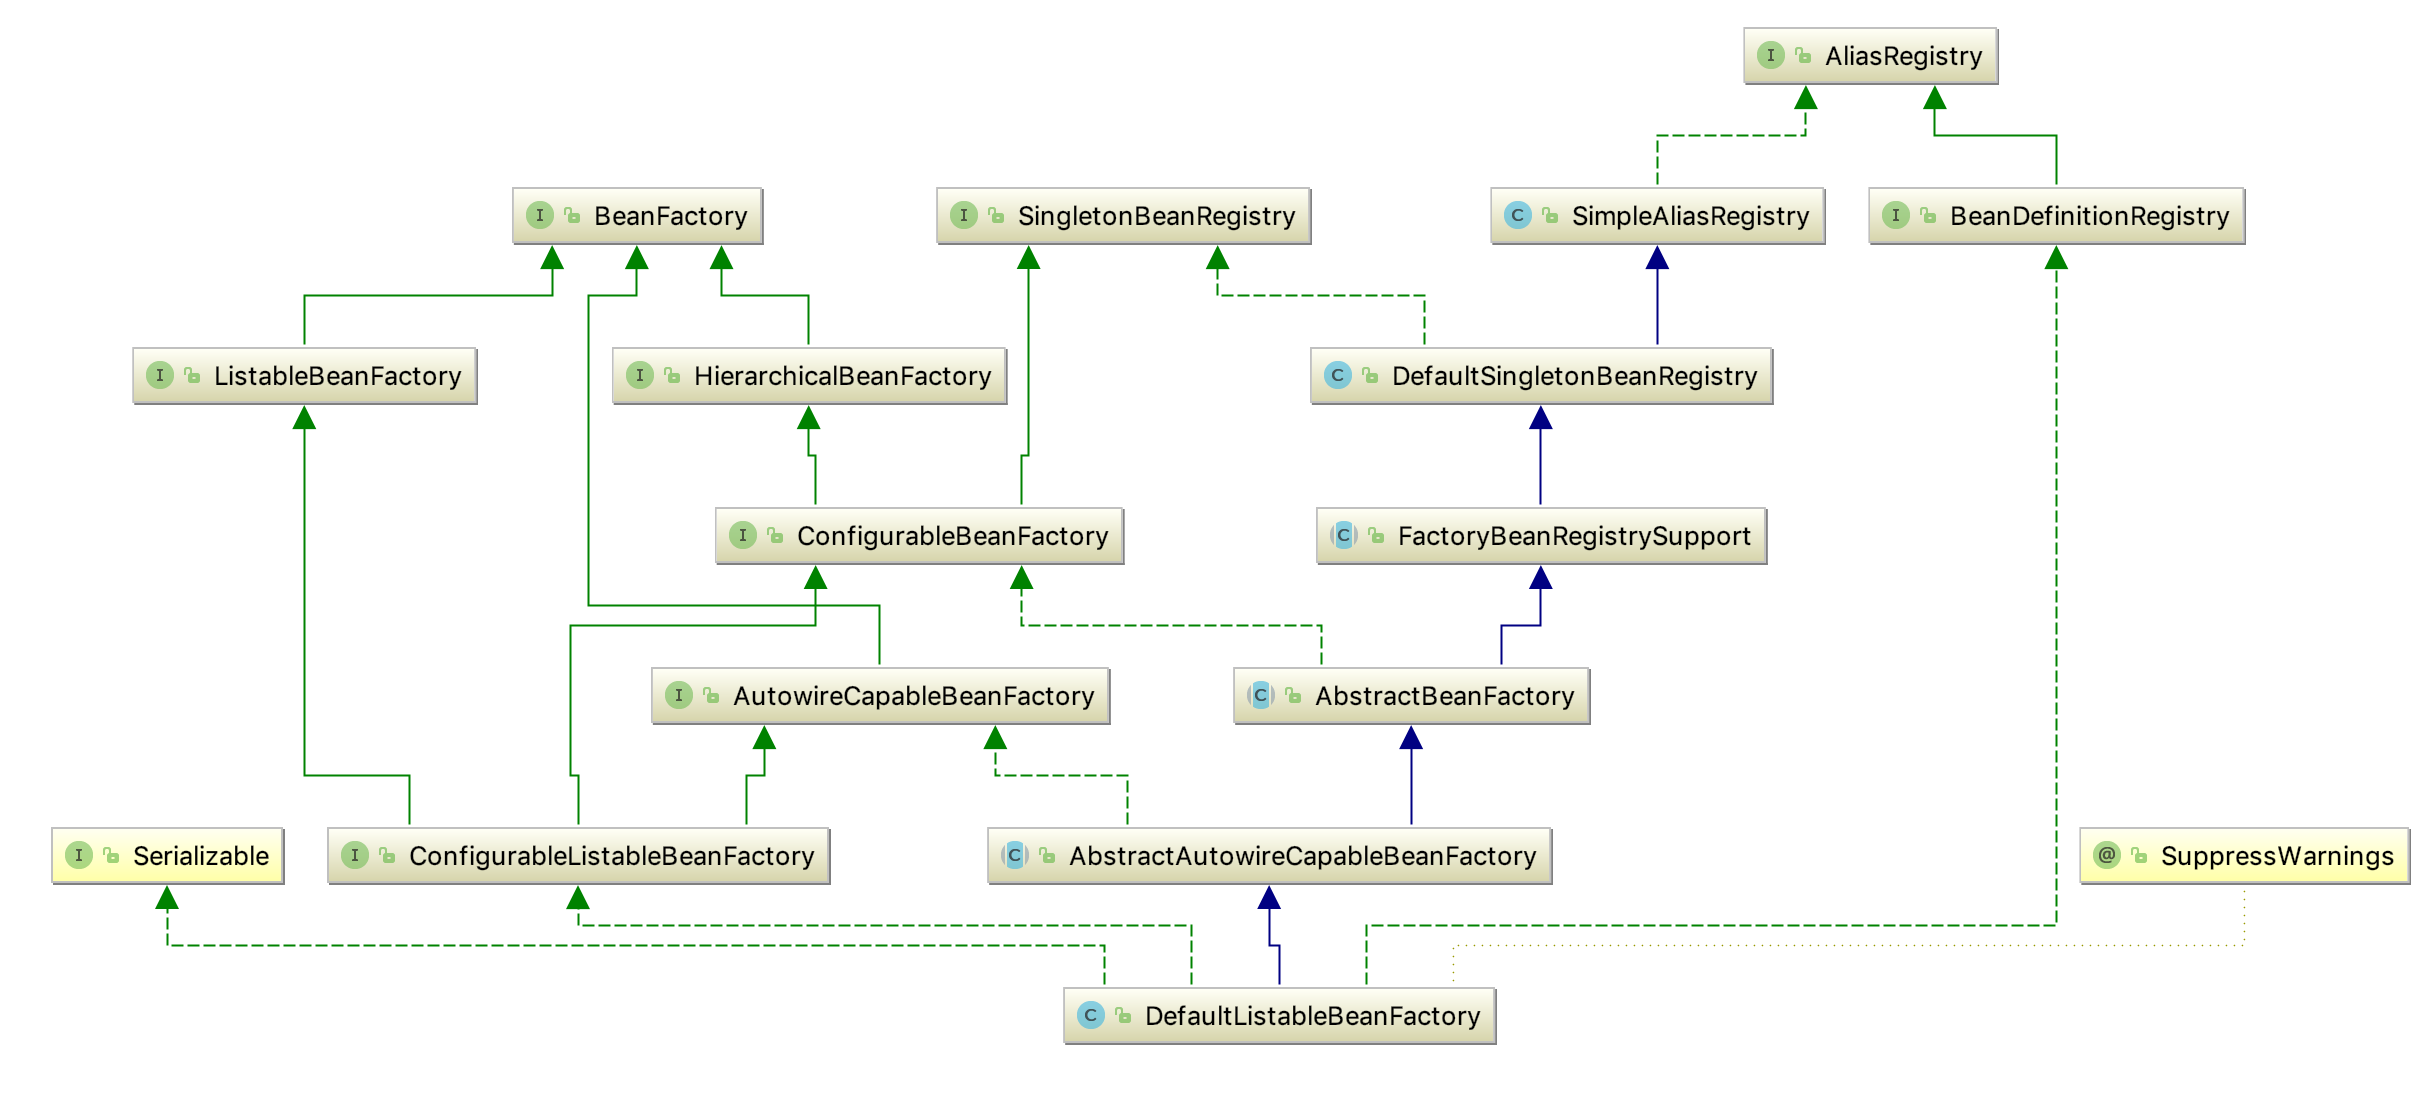 AliasRegistry
BeanFactory
SingletonBeanRegistry
SimpleAliasRegistry
BeanDefinitionRegistry
ListableBeanFactory
HierarchicalBeanFactory
DefaultSingletonBeanRegistry
ConfigurableBeanFactory
FactoryBeanRegistrySupport
AutowireCapableBeanFactory
AbstractBeanFactory
Serializable
ConfigurableListableBeanFactory
AbstractAutowireCapableBeanFactory
SuppressWarnings
DefaultListableBeanFactory